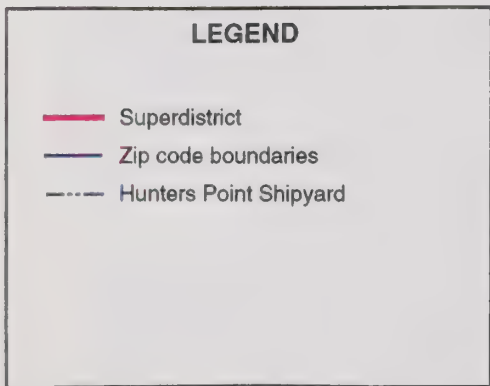 LEGEND
Superdistrict
Zip code boundaries
Hunters Point Shipyard